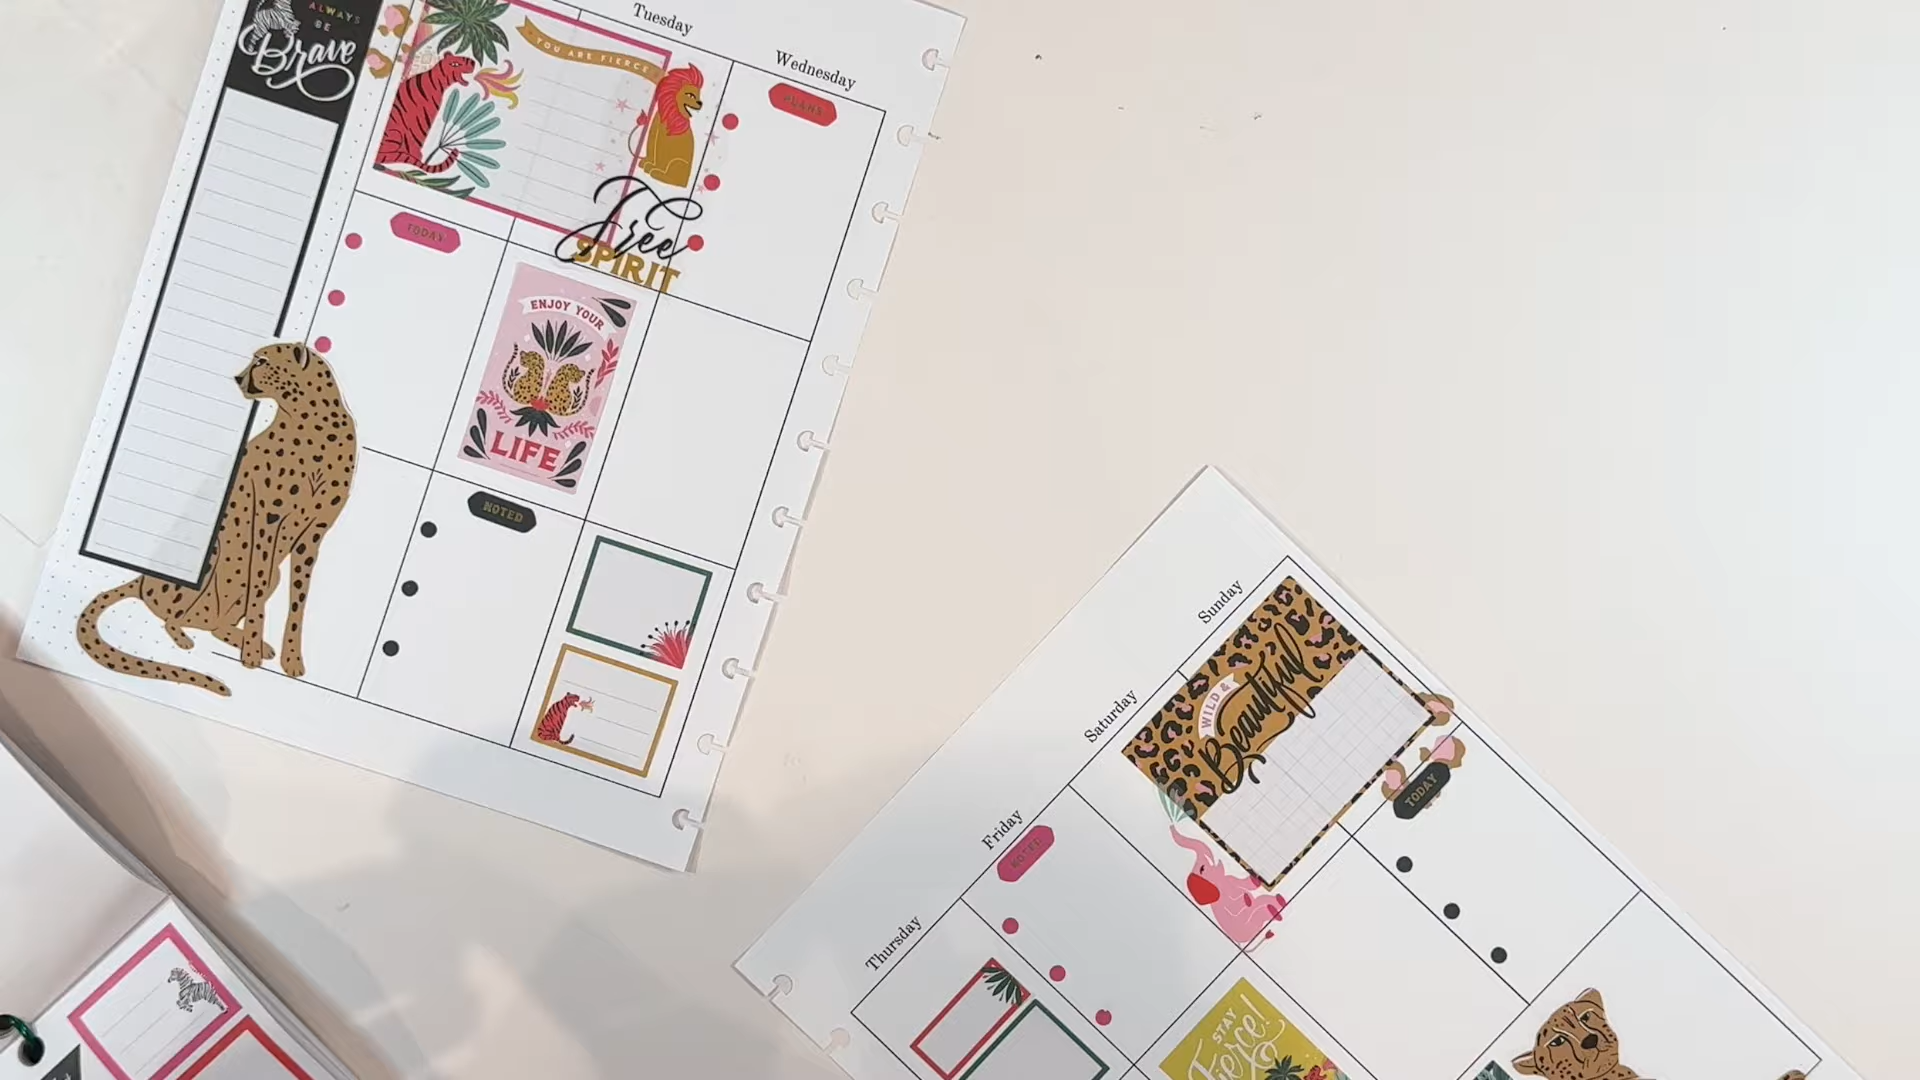 ALWAYS
BE
Brave
Tuesday
Wednesday
YOU ARE FIERCE
PLANS
Free
SPIRIT
TODAY
ENJOY YOUR
LIFE
NOTED
Sunday
Saturday
Friday
Thursday
WILD &
Beautiful
TODAY
NOTED
STAY
Fierce!